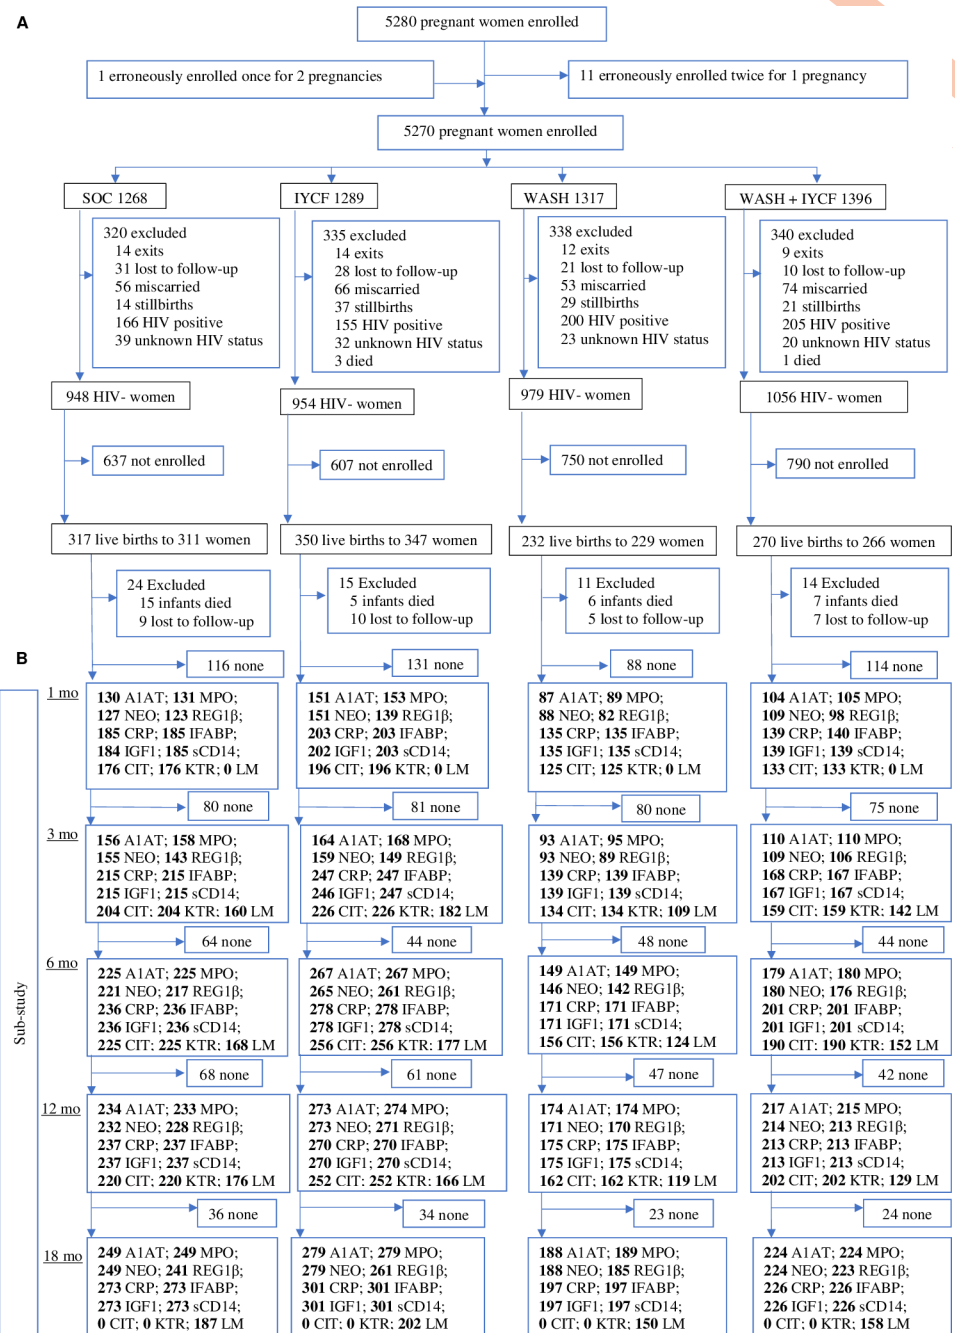 A
5280 pregnant women enrolled
1 erroneously enrolled once for 2 pregnancies
11 erroneously enrolled twice for 1 pregnancy
5270 pregnant women enrolled
SOC 1268
320 excluded
14 exits
31 lost to follow-up
56 miscarried
14 stillbirths
166 HIV positive
39 unknown HIV status
948 HIV- women
637 not enrolled
317 live births to 311 women
24 Excluded
15 infants died
9 lost to follow-up
IYCF 1289
335 excluded
14 exits
28 lost to follow-up
66 miscarried
37 stillbirths
155 HIV positive
32 unknown HIV status
3 died
954 HIV- women
607 not enrolled
350 live births to 347 women
15 Excluded
5 infants died
10 lost to follow-up
WASH 1317
338 excluded
12 exits
21 lost to follow-up
53 miscarried
29 stillbirths
200 HIV positive
23 unknown HIV status
979 HIV- women
750 not enrolled
232 live births to 229 women
11 Excluded
6 infants died
5 lost to follow-up
WASH + IYCF 1396
340 excluded
9 exits
10 lost to follow-up
74 miscarried
21 stillbirths
205 HIV positive
20 unknown HIV status
1 died
1056 HIV- women
790 not enrolled
270 live births to 266 women
14 Excluded
7 infants died
7 lost to follow-up
B
Sub-study
116 none
131 none
88 none
114 none
1 mo
130 A1AT; 131 MPO;
127 NEO; 123 REG1β;
185 CRP; 185 IFABP;
184 IGF1; 185 sCD14;
176 CIT; 176 KTR; 0 LM
151 A1AT; 153 MPO;
151 NEO; 139 REG1β;
203 CRP; 203 IFABP;
202 IGF1; 203 sCD14;
196 CIT; 196 KTR; 0 LM
87 A1AT; 89 MPO;
88 NEO; 82 REG1β;
135 CRP; 135 IFABP;
135 IGF1; 135 sCD14;
125 CIT; 125 KTR; 0 LM
104 A1AT; 105 MPO;
109 NEO; 98 REG1β;
139 CRP; 140 IFABP;
139 IGF1; 139 sCD14;
133 CIT; 133 KTR; 0 LM
80 none
81 none
80 none
75 none
3 mo
156 A1AT; 158 MPO;
155 NEO; 143 REG1β;
215 CRP; 215 IFABP;
215 IGF1; 215 sCD14;
204 CIT; 204 KTR; 160 LM
164 A1AT; 168 MPO;
159 NEO; 149 REG1β;
247 CRP; 247 IFABP;
246 IGF1; 247 sCD14;
226 CIT; 226 KTR; 182 LM
93 A1AT; 95 MPO;
93 NEO; 89 REG1β;
139 CRP; 139 IFABP;
139 IGF1; 139 sCD14;
134 CIT; 134 KTR; 109 LM
110 A1AT; 110 MPO;
109 NEO; 106 REG1β;
168 CRP; 167 IFABP;
167 IGF1; 167 sCD14;
159 CIT; 159 KTR; 142 LM
64 none
44 none
48 none
44 none
6 mo
225 A1AT; 225 MPO;
221 NEO; 217 REG1β;
236 CRP; 236 IFABP;
236 IGF1; 236 sCD14;
225 CIT; 225 KTR; 168 LM
267 A1AT; 267 MPO;
265 NEO; 261 REG1β;
278 CRP; 278 IFABP;
278 IGF1; 278 sCD14;
256 CIT; 256 KTR; 177 LM
149 A1AT; 149 MPO;
146 NEO; 142 REG1β;
171 CRP; 171 IFABP;
171 IGF1; 171 sCD14;
156 CIT; 156 KTR; 124 LM
179 A1AT; 180 MPO;
180 NEO; 176 REG1β;
201 CRP; 201 IFABP;
201 IGF1; 201 sCD14;
190 CIT; 190 KTR; 152 LM
68 none
61 none
47 none
42 none
12 mo
234 A1AT; 233 MPO;
232 NEO; 228 REG1β;
237 CRP; 237 IFABP;
237 IGF1; 237 sCD14;
220 CIT; 220 KTR; 176 LM
273 A1AT; 274 MPO;
273 NEO; 271 REG1β;
270 CRP; 270 IFABP;
270 IGF1; 270 sCD14;
252 CIT: 252 KTR; 166 LM
174 A1AT; 174 MPO;
171 NEO; 170 REG1β;
175 CRP; 175 IFABP;
175 IGF1; 175 sCD14;
162 CIT; 162 KTR; 119 LM
217 A1AT; 215 MPO;
214 NEO; 213 REG1β;
213 CRP; 213 IFABP;
213 IGF1; 213 sCD14;
202 CIT; 202 KTR; 129 LM
36 none
34 none
23 none
24 none
18 mo
249 A1AT; 249 MPO;
249 NEO; 241 REG1β;
273 CRP; 273 IFABP;
273 IGF1; 273 sCD14;
0 CIT; 0 KTR; 187 LM
279 A1AT; 279 MPO;
279 NEO; 261 REG1β;
301 CRP; 301 IFABP;
301 IGF1; 301 sCD14;
0 CIT; 0 KTR; 202 LM
188 A1AT; 189 MPO;
188 NEO; 185 REG1β;
197 CRP; 197 IFABP;
197 IGF1; 197 sCD14;
0 CIT; 0 KTR; 150 LM
224 A1AT; 224 MPO;
224 NEO; 223 REG1β;
226 CRP; 226 IFABP;
226 IGF1; 226 sCD14;
0 CIT; 0 KTR; 158 LM